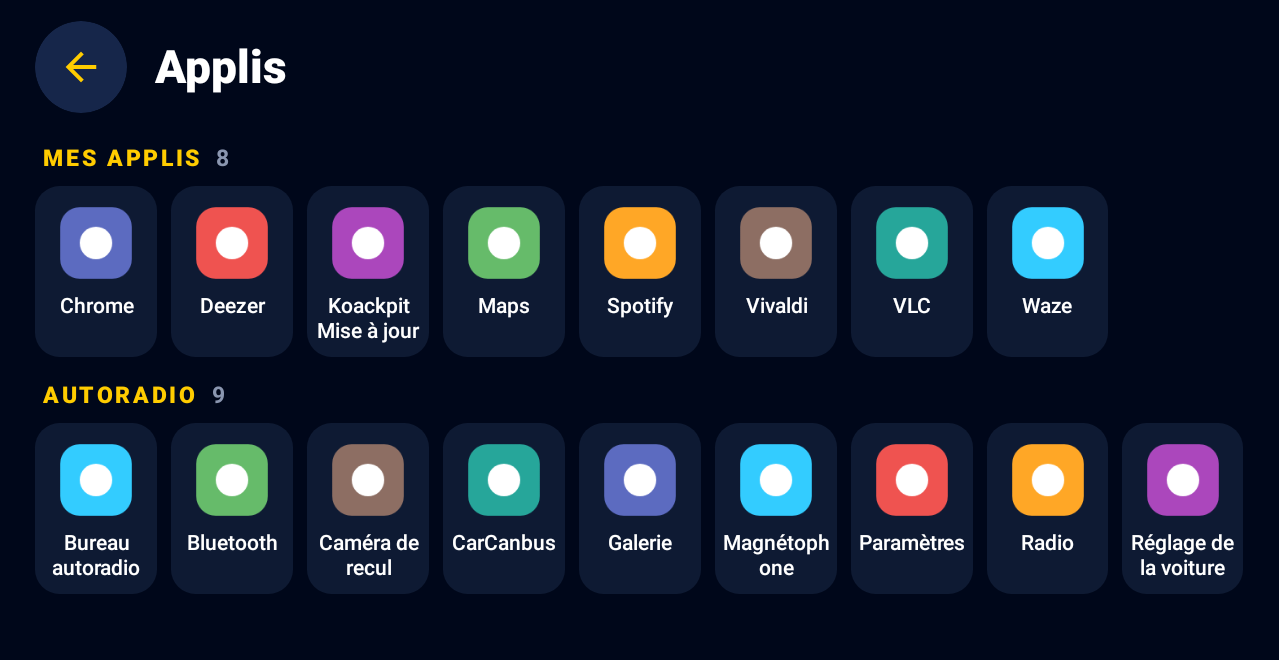 Applis
MES APPLIS 8
Chrome
Deezer
Koackpit
Mise à jour
Maps
Spotify
Vivaldi
VLC
Waze
AUTORADIO 9
Bureau
autoradio
Bluetooth
Caméra de
recul
CarCanbus
Galerie
Magnétoph
one
Paramètres
Radio
Réglage de
la voiture